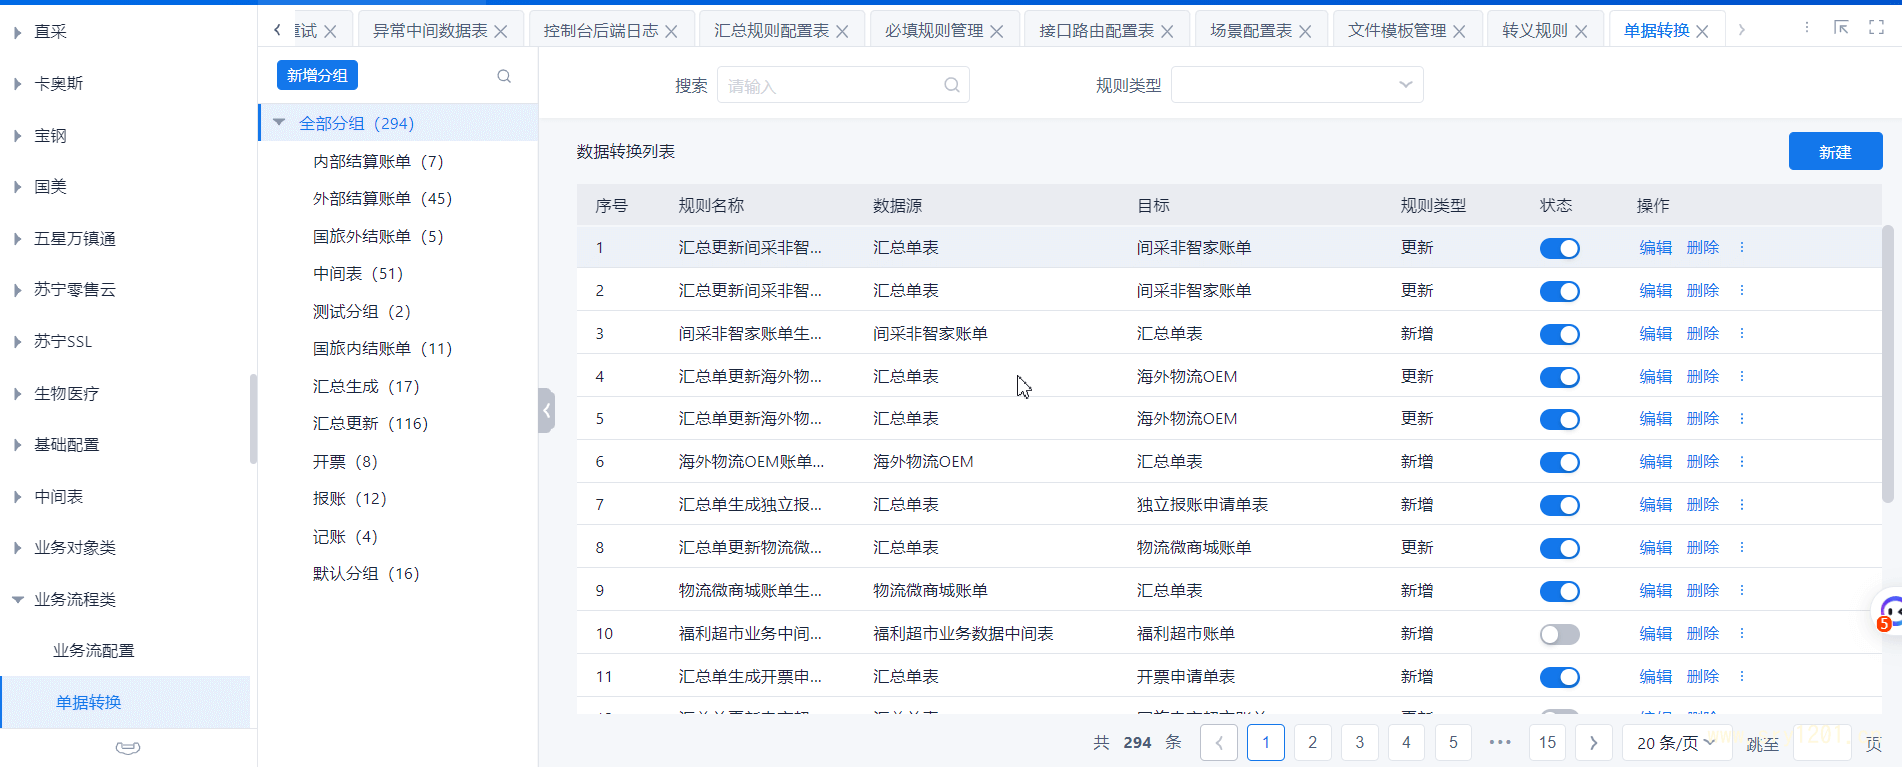 重试
异常中间数据表
控制台后端日志
汇总规则配置表
必填规则管理
接口路由配置表
场景配置表
文件模板管理
转义规则
单据转换
直采
卡奥斯
宝钢
国美
五星万镇通
苏宁零售云
苏宁SSL
生物医疗
基础配置
中间表
业务对象类
业务流程类
业务流配置
单据转换
新增分组
全部分组（294）
内部结算账单（7）
外部结算账单（45）
国旅外结账单（5）
中间表（51）
测试分组（2）
国旅内结账单（11）
汇总生成（17）
汇总更新（116）
开票（8）
报账（12）
记账（4）
默认分组（16）
搜索 请输入 规则类型
数据转换列表 新建
序号 规则名称 数据源 目标 规则类型 状态 操作
1 汇总更新间采非智... 汇总单表 间采非智家账单 更新 编辑 删除
2 汇总更新间采非智... 汇总单表 间采非智家账单 更新 编辑 删除
3 间采非智家账单生... 间采非智家账单 汇总单表 新增 编辑 删除
4 汇总单更新海外物... 汇总单表 海外物流OEM 更新 编辑 删除
5 汇总单更新海外物... 汇总单表 海外物流OEM 更新 编辑 删除
6 海外物流OEM账单... 海外物流OEM 汇总单表 新增 编辑 删除
7 汇总单生成独立报... 汇总单表 独立报账申请单表 新增 编辑 删除
8 汇总单更新物流微... 汇总单表 物流微商城账单 更新 编辑 删除
9 物流微商城账单生... 物流微商城账单 汇总单表 新增 编辑 删除
10 福利超市业务中间... 福利超市业务数据中间表 福利超市账单 新增 编辑 删除
11 汇总单生成开票申... 汇总单表 开票申请单表 新增 编辑 删除
共 294 条 1 2 3 4 5 ••• 15 20 条/页 跳至 页
5